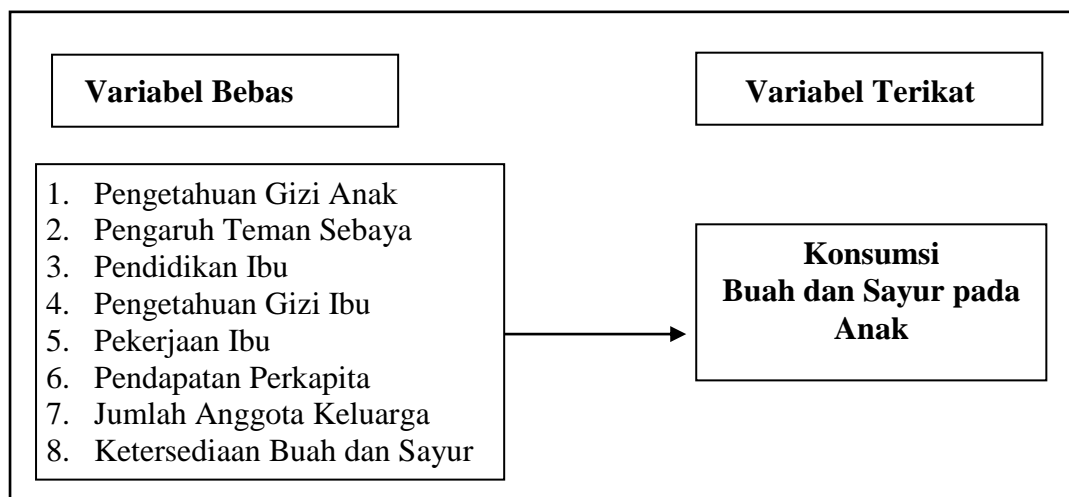 Variabel Bebas
Variabel Terikat
1. Pengetahuan Gizi Anak
2. Pengaruh Teman Sebaya
3. Pendidikan Ibu
4. Pengetahuan Gizi Ibu
5. Pekerjaan Ibu
6. Pendapatan Perkapita
7. Jumlah Anggota Keluarga
8. Ketersediaan Buah dan Sayur
Konsumsi
Buah dan Sayur pada
Anak